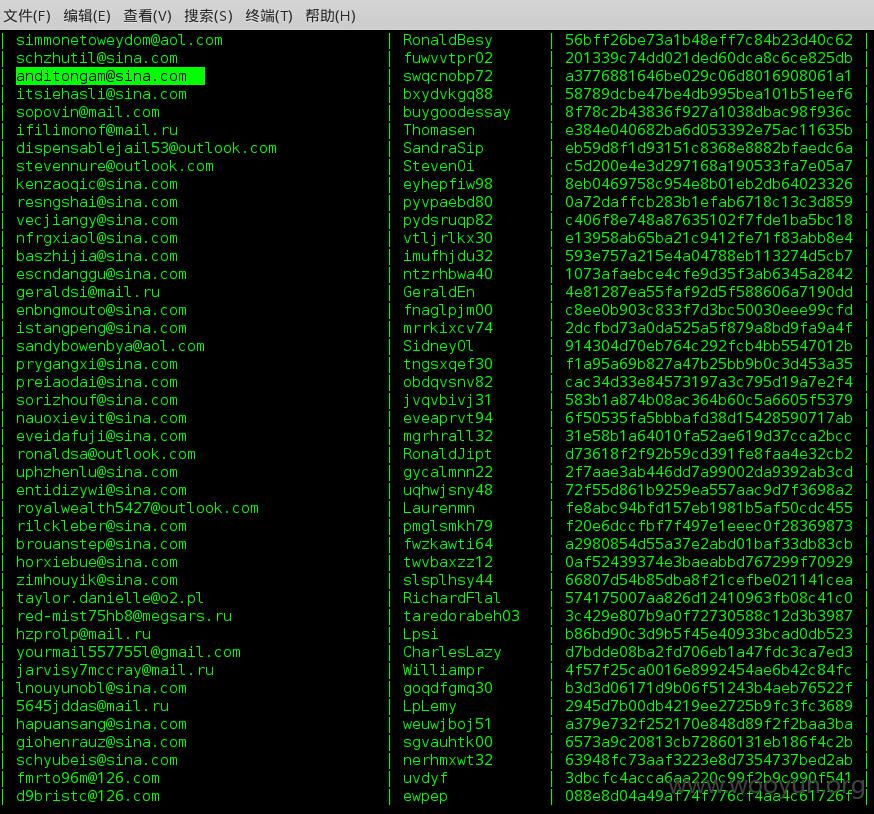 文件(F) 编辑(E) 查看(V) 搜索(S) 终端(T) 帮助(H)
| simmonetoweydom@aol.com | RonaldBesy | 56bff26be73a1b48eff7c84b23d40c62 |
| schzhutil@sina.com | fuwvvtpr02 | 201339c74dd021ded60dca8c6ce825db |
| anditongam@sina.com | swqcnobp72 | a3776881646be029c06d8016908061a1 |
| itsiehasli@sina.com | bxydvkgq88 | 58789dcbe47be4db995bea101b51eef6 |
| sopovin@mail.com | buygoodessay | 8f78c2b43836f927a1038dbac98f936c |
| ifilimonof@mail.ru | Thomasen | e384e040682ba6d053392e75ac11635b |
| dispensablejail53@outlook.com | SandraSip | eb59d8f1d93151c8368e8882bfaedc6a |
| stevennure@outlook.com | StevenOi | c5d200e4e3d297168a190533fa7e05a7 |
| kenzaoqic@sina.com | eyhepfiw98 | 8eb0469758c954e8b01eb2db64023326 |
| resngshai@sina.com | pyvpaebd80 | 0a72daffcb283b1efab6718c13c3d859 |
| vecjiangy@sina.com | pydsruqp82 | c406f8e748a87635102f7fde1ba5bc18 |
| nfrgxiaol@sina.com | vtljrlkx30 | e13958ab65ba21c9412fe71f83abb8e4 |
| baszhijia@sina.com | imufhjdu32 | 593e757a215e4a04788eb113274d5cb7 |
| escndanggu@sina.com | ntzrhbwa40 | 1073afaebce4cfe9d35f3ab6345a2842 |
| geraldsi@mail.ru | GeraldEn | 4e81287ea55faf92d5f588606a7190dd |
| enbngmouto@sina.com | fnaglpjm00 | c8ee0b903c833f7d3bc50030eee99cfd |
| istangpeng@sina.com | mrrkixcv74 | 2dcfbd73a0da525a5f879a8bd9fa9a4f |
| sandybowenbya@aol.com | SidneyOl | 914304d70eb764c292fcb4bb5547012b |
| prygangxi@sina.com | tngsxqef30 | f1a95a69b827a47b25bb9b0c3d453a35 |
| preiaodai@sina.com | obdqvsnv82 | cac34d33e84573197a3c795d19a7e2f4 |
| sorizhouf@sina.com | jvqvbivj31 | 583b1a874b08ac364b60c5a6605f5379 |
| nauoxievit@sina.com | eveaprvt94 | 6f50535fa5bbbafd38d15428590717ab |
| eveidafuji@sina.com | mgrhrall32 | 31e58b1a64010fa52ae619d37cca2bcc |
| ronaldsa@outlook.com | RonaldJipt | d73618f2f92b59cd391fe8faa4e32cb2 |
| uphzhenlu@sina.com | gycalmnn22 | 2f7aae3ab446dd7a99002da9392ab3cd |
| entidizywi@sina.com | uqhwjsny48 | 72f55d861b9259ea557aac9d7f3698a2 |
| royalwealth5427@outlook.com | Laurenmn | fe8abc94bfd157eb1981b5af50cdc455 |
| rilckleber@sina.com | pmglsmkh79 | f20e6dccfbf7f497e1eeec0f28369873 |
| brouanstep@sina.com | fwzkawti64 | a2980854d55a37e2abd01baf33db83cb |
| horxiebue@sina.com | twvbaxzz12 | 0af52439374e3baeabbd767299f70929 |
| zimhouyik@sina.com | slsplhsy44 | 66807d54b85dba8f21cefbe021141cea |
| taylor.danielle@o2.pl | RichardFlal | 574175007aa826d12410963fb08c41c0 |
| red-mist75hb8@megsars.ru | taredorabeh03 | 3c429e807b9a0f72730588c12d3b3987 |
| hzprolp@mail.ru | Lpsi | b86bd90c3d9b5f45e40933bcad0db523 |
| yourmail557755l@gmail.com | CharlesLazy | d7bdde08ba2fd706eb1a47fdc3ca7ed3 |
| jarvisy7mccray@mail.ru | Williampr | 4f57f25ca0016e8992454ae6b42c84fc |
| lnouyunobl@sina.com | goqdfgmq30 | b3d3d06171d9b06f51243b4aeb76522f |
| 5645jddas@mail.ru | LpLemy | 2945d7b00db4219ee2725b9fc3fc3689 |
| hapuansang@sina.com | weuwjboj51 | a379e732f252170e848d89f2f2baa3ba |
| giohenrauz@sina.com | sgvauhtk00 | 6573a9c20813cb72860131eb186f4c2b |
| schyubeis@sina.com | nerhmxwt32 | 63948fc73aaf3223e8d7354737bed2ab |
| fmrto96m@126.com | uvdyf | 3dbcfc4acca6aa220c99f2b9c990f541 |
| d9bristc@126.com | ewpep | 088e8d04a49af74f776cf4aa4c61726f |
www.wooyun.org